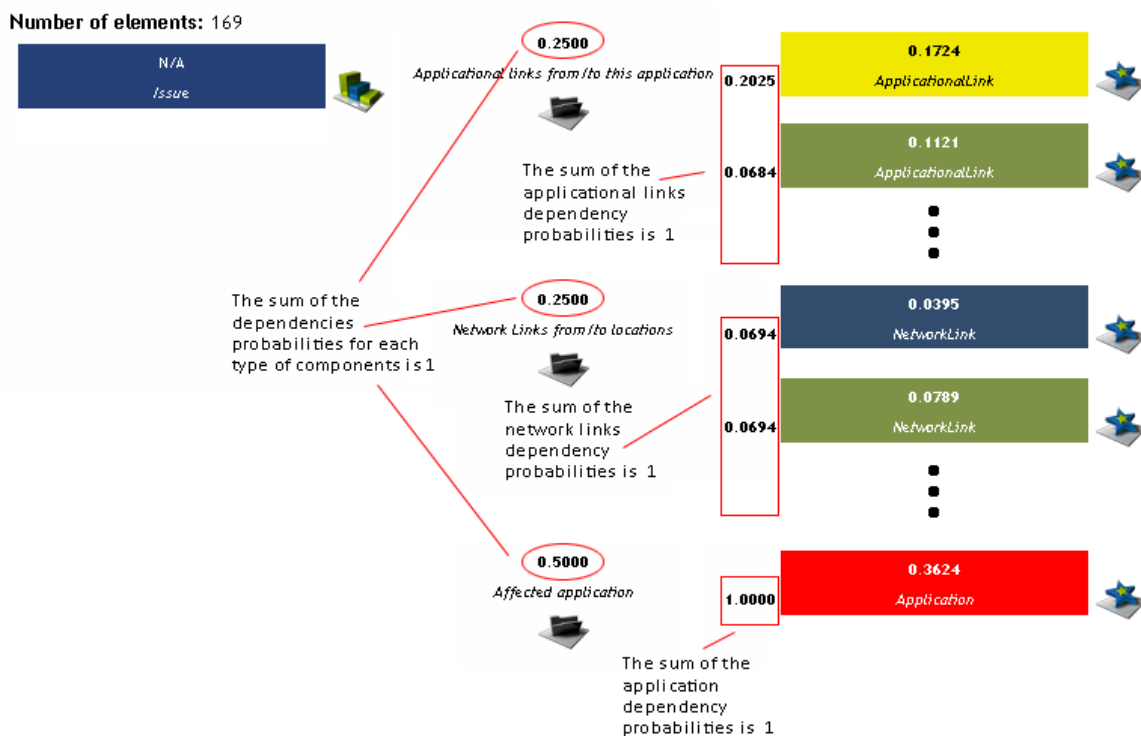 Number of elements: 169
N/A
Issue
0.2500
Applicational links from/to this application
0.2025
0.1724
ApplicationalLink
0.0684
0.1121
ApplicationalLink
The sum of the
applicational links
dependency
probabilities is 1
The sum of the
dependencies
probabilities for each
type of components is 1
0.2500
Network Links from/to locations
0.0694
0.0395
NetworkLink
0.0694
0.0789
NetworkLink
The sum of the
network links
dependency
probabilities is 1
0.5000
Affected application
1.0000
0.3624
Application
The sum of the
application
dependency
probabilities is 1